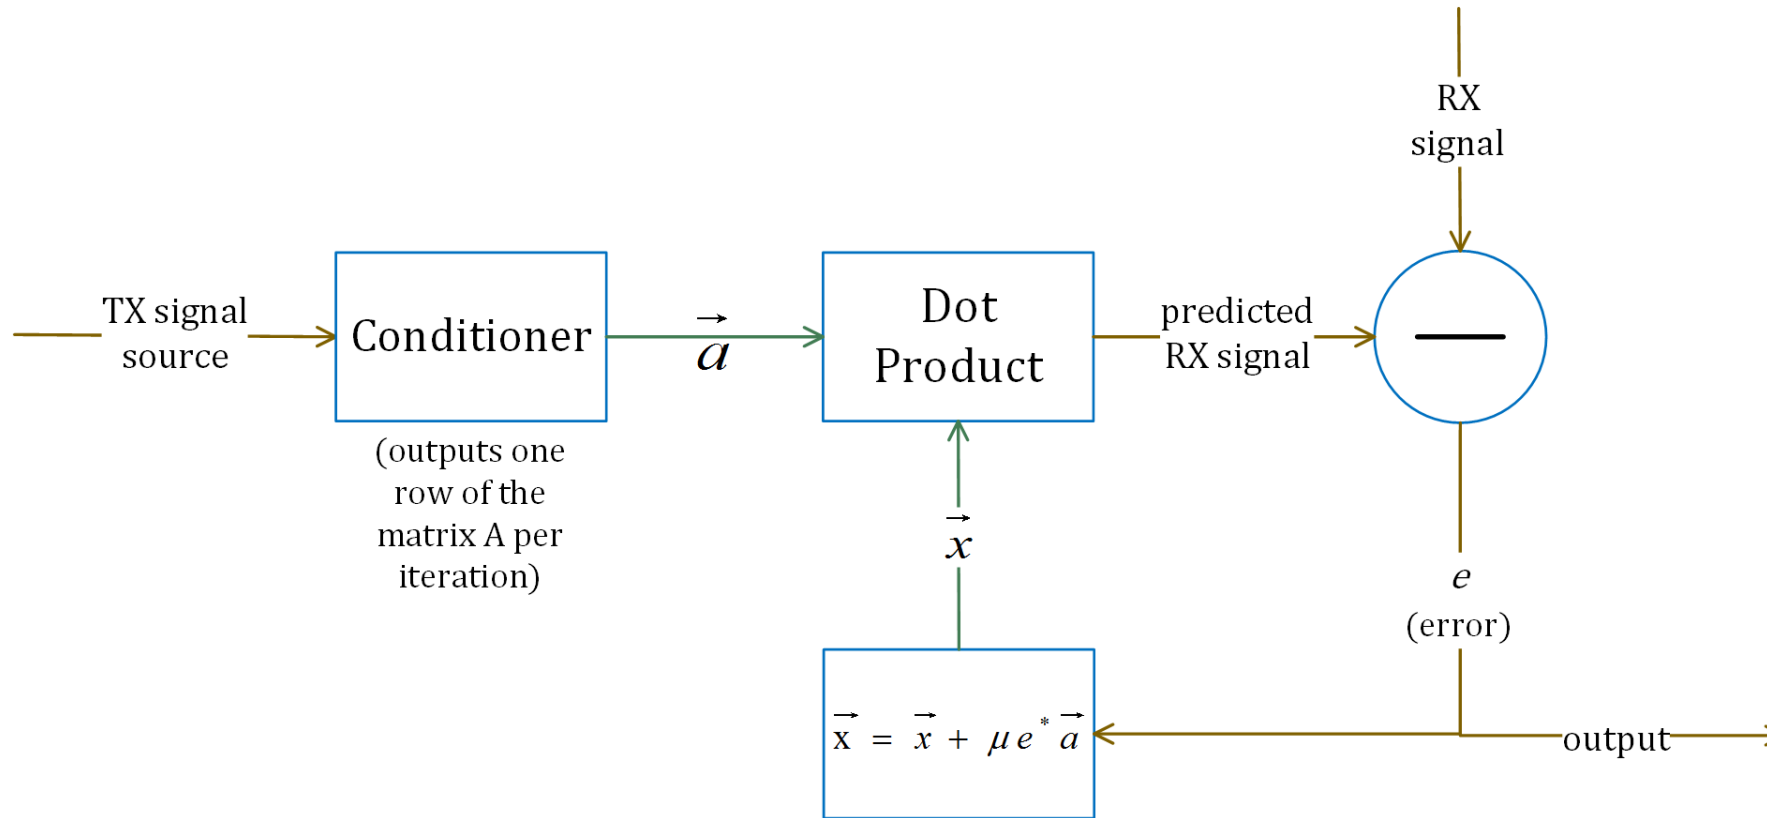 RX
signal
TX signal
source
Conditioner
a⃗
Dot
Product
predicted
RX signal
—
(outputs one
row of the
matrix A per
iteration)
x⃗
e
(error)
x⃗ = x⃗ + μ e* a⃗
output